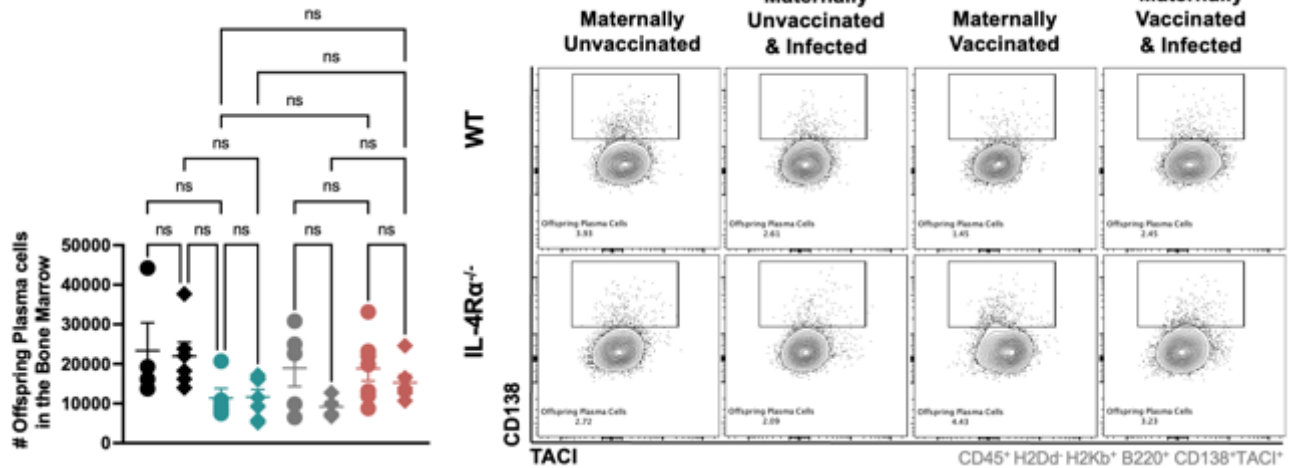 ns
ns
ns
ns
ns
ns
ns
ns
ns
ns
ns
ns
# Offspring Plasma cells
in the Bone Marrow
50000
40000
30000
20000
10000
0
Maternally
Unvaccinated
Maternally
Unvaccinated
& Infected
Maternally
Vaccinated
Maternally
Vaccinated
& Infected
WT
IL-4Rα-/-
Offspring Plasma Cells
3.93
Offspring Plasma Cells
2.61
Offspring Plasma Cells
1.45
Offspring Plasma Cells
2.45
Offspring Plasma Cells
2.72
Offspring Plasma Cells
2.09
Offspring Plasma Cells
4.43
Offspring Plasma Cells
3.23
CD138
TACI
CD45⁺ H2Dd⁻ H2Kb⁺ B220⁺ CD138⁺TACI⁺